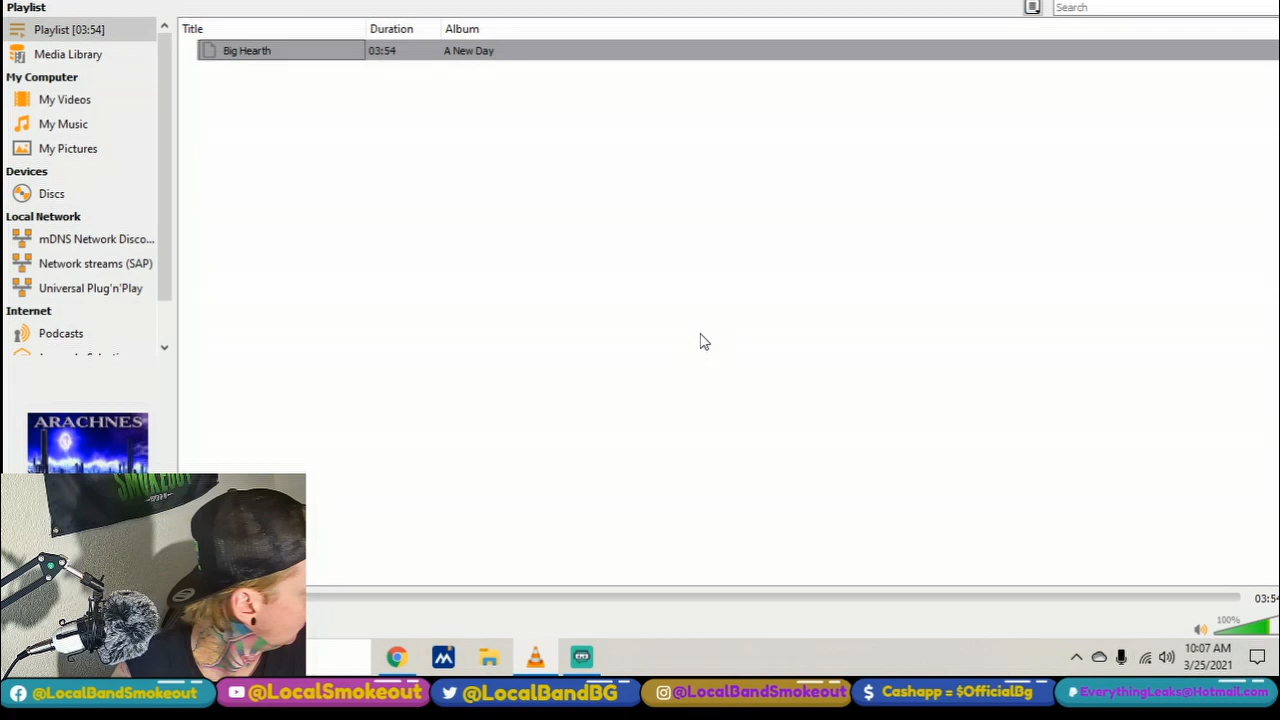 Playlist
Search
Playlist [03:54]
Title
Duration
Album
Big Hearth
03:54
A New Day
Media Library
My Computer
My Videos
My Music
My Pictures
Devices
Discs
Local Network
mDNS Network Disco...
Network streams (SAP)
Universal Plug'n'Play
Internet
Podcasts
ARACHNES
SMOKEOUT
03:54
100%
10:07 AM
3/25/2021
@LocalBandSmokeout
@LocalSmokeout
@LocalBandBG
@LocalBandSmokeout
$ Cashapp = $OfficialBg
EverythingLeaks@Hotmail.com